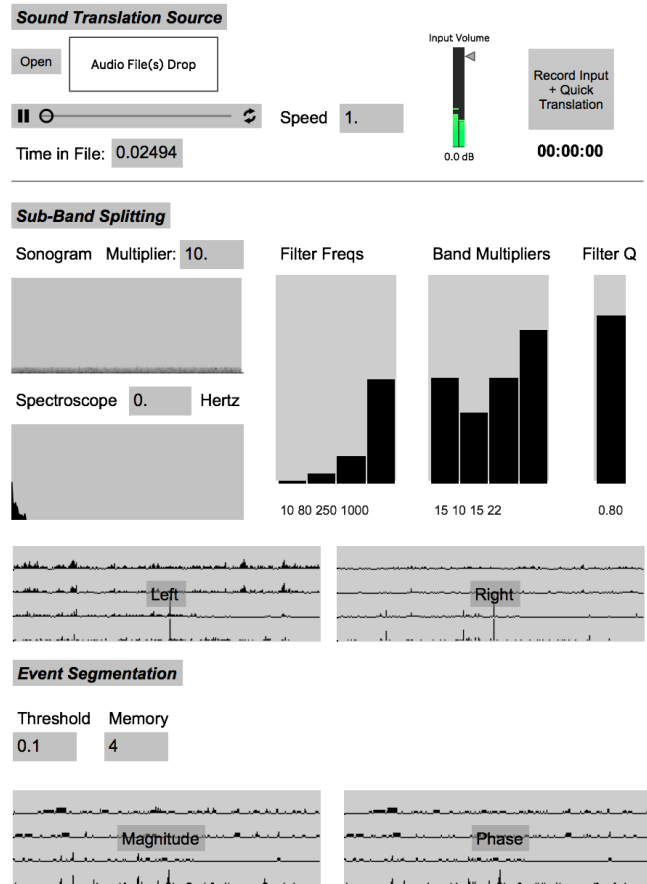 Sound Translation Source
Input Volume
Open
Audio File(s) Drop
Record Input
+ Quick
Translation
Speed 1.
Time in File: 0.02494
0.0 dB
00:00:00
Sub-Band Splitting
Sonogram Multiplier: 10.
Filter Freqs
Band Multipliers
Filter Q
Spectroscope 0. Hertz
10 80 250 1000
15 10 15 22
0.80
Left
Right
Event Segmentation
Threshold Memory
0.1 4
Magnitude
Phase